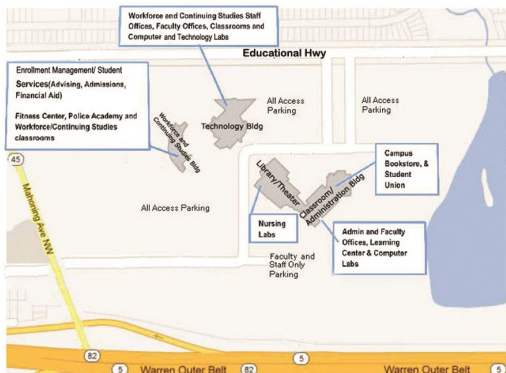 Workforce and Continuing Studies Staff
Offices, Faculty Offices, Classrooms and
Computer and Technology Labs
Educational Hwy
Enrollment Management/ Student
Services(Advising, Admissions,
Financial Aid)
Fitness Center, Police Academy and
Workforce/Continuing Studies
classrooms
All Access
Parking
All Access
Parking
Workforce and
Continuing Studies Bldg
Technology Bldg
45
Mahoning Ave NW
Campus
Bookstore, &
Student
Union
Library/Theater
Classroom/
Administration Bldg
All Access Parking
Nursing
Labs
Admin and Faculty
Offices, Learning
Center & Computer
Labs
Faculty and
Staff Only
Parking
82
5
5
Warren Outer Belt
82
Warren Outer Belt
5